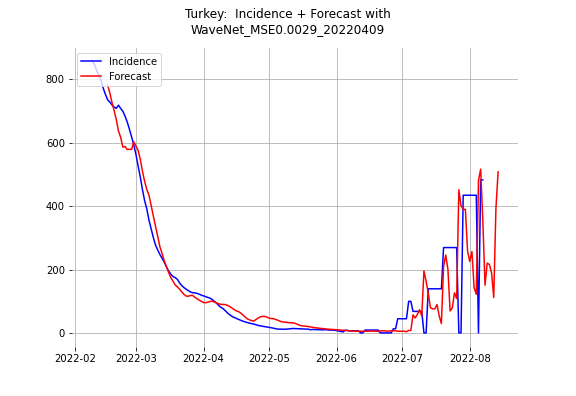 Turkey:  Incidence + Forecast with
WaveNet_MSE0.0029_20220409
Incidence
Forecast
800
600
400
200
0
2022-02 2022-03 2022-04 2022-05 2022-06 2022-07 2022-08